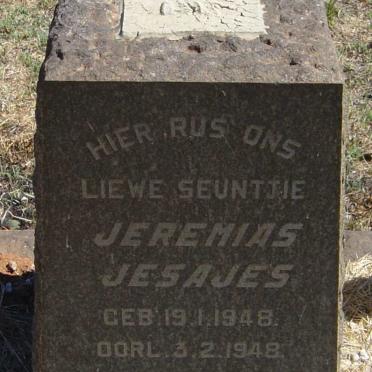 HIER RUS ONS
LIEWE SEUNTJIE
JEREMIAS
JESAJES
GEB. 19.1.1948.
OORL. 3.2.1948.